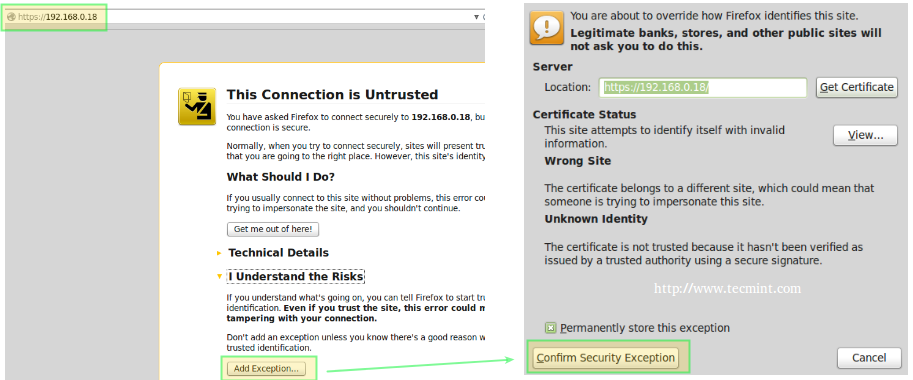 https://192.168.0.18
This Connection is Untrusted
You have asked Firefox to connect securely to 192.168.0.18, bu
connection is secure.
Normally, when you try to connect securely, sites will present tru
that you are going to the right place. However, this site's identity
What Should I Do?
If you usually connect to this site without problems, this error cou
trying to impersonate the site, and you shouldn't continue.
Get me out of here!
Technical Details
I Understand the Risks
If you understand what's going on, you can tell Firefox to start tru
identification. Even if you trust the site, this error could m
tampering with your connection.
Don't add an exception unless you know there's a good reason w
trusted identification.
Add Exception...
You are about to override how Firefox identifies this site.
Legitimate banks, stores, and other public sites will
not ask you to do this.
Server
Location: https://192.168.0.18/ Get Certificate
Certificate Status
This site attempts to identify itself with invalid
information.
View...
Wrong Site
The certificate belongs to a different site, which could mean that
someone is trying to impersonate this site.
Unknown Identity
The certificate is not trusted because it hasn't been verified as
issued by a trusted authority using a secure signature.
http://www.tecmint.com
Permanently store this exception
Confirm Security Exception
Cancel